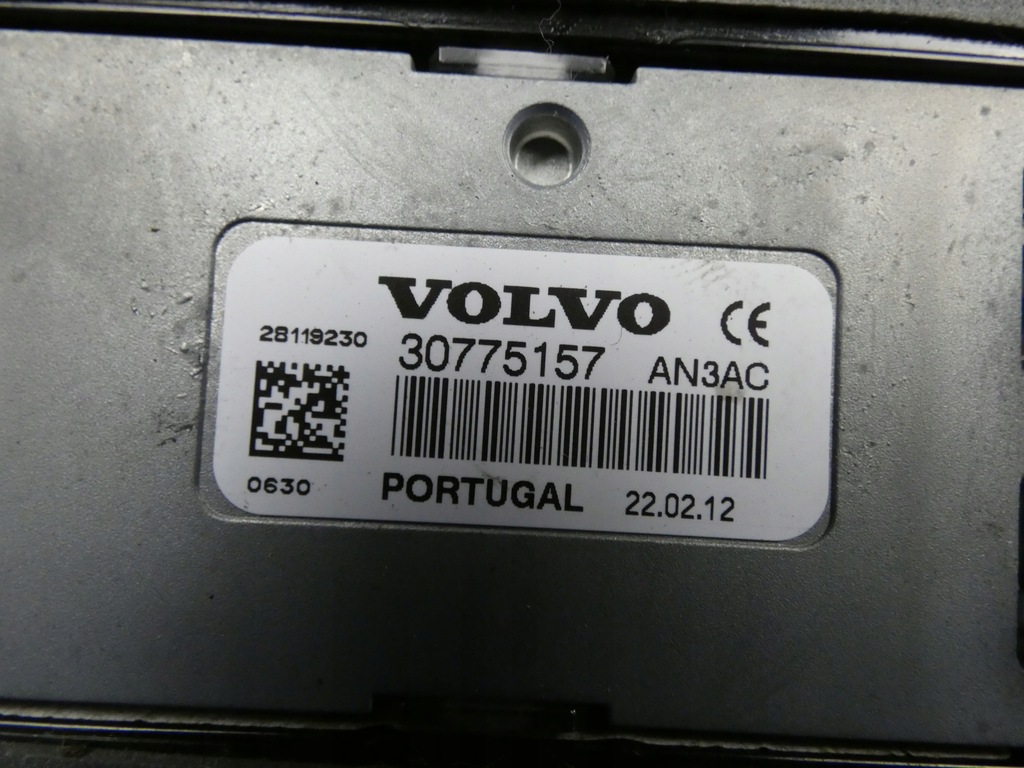 VOLVO
CE
28119230
30775157
AN3AC
0630
PORTUGAL
22.02.12